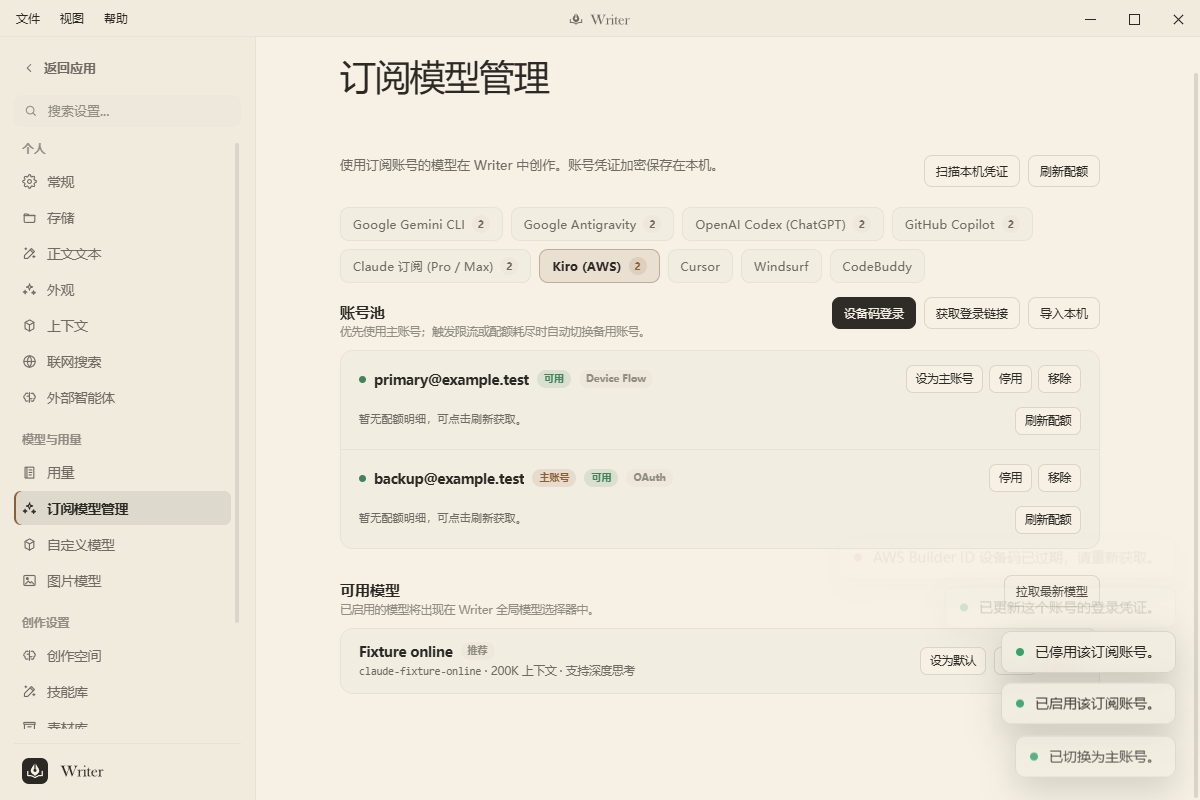 文件 视图 帮助
Writer
返回应用
搜索设置...
个人
常规
存储
正文文本
外观
上下文
联网搜索
外部智能体
模型与用量
用量
订阅模型管理
自定义模型
图片模型
创作设置
创作空间
技能库
素材库
Writer
订阅模型管理
使用订阅账号的模型在 Writer 中创作。账号凭证加密保存在本机。
扫描本机凭证 刷新配额
Google Gemini CLI 2 Google Antigravity 2 OpenAI Codex (ChatGPT) 2 GitHub Copilot 2
Claude 订阅 (Pro / Max) 2 Kiro (AWS) 2 Cursor Windsurf CodeBuddy
账号池
优先使用主账号；触发限流或配额耗尽时自动切换备用账号。
设备码登录 获取登录链接 导入本机
primary@example.test 可用 Device Flow 设为主账号 停用 移除
暂无配额明细，可点击刷新获取。 刷新配额
backup@example.test 主账号 可用 OAuth 停用 移除
暂无配额明细，可点击刷新获取。 刷新配额
AWS Builder ID 设备码已过期，请重新获取。
可用模型
已启用的模型将出现在 Writer 全局模型选择器中。
拉取最新模型
已更新这个账号的登录凭证。
Fixture online 推荐
claude-fixture-online · 200K 上下文 · 支持深度思考
设为默认
已停用该订阅账号。
已启用该订阅账号。
已切换为主账号。